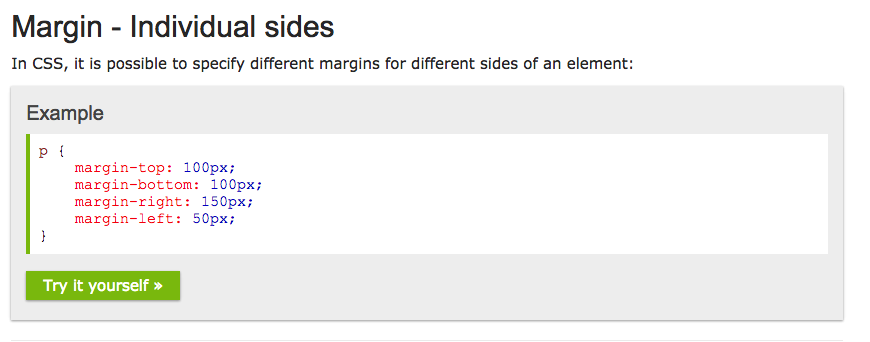 Margin - Individual sides
In CSS, it is possible to specify different margins for different sides of an element:
Example
p {
    margin-top: 100px;
    margin-bottom: 100px;
    margin-right: 150px;
    margin-left: 50px;
}
Try it yourself »